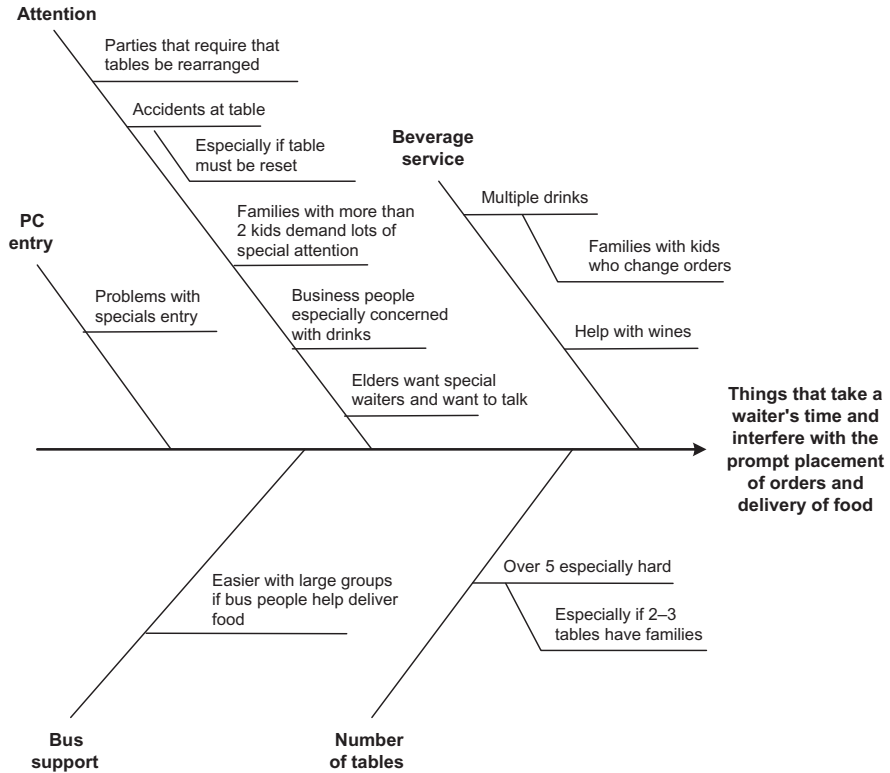 Attention
Parties that require that
tables be rearranged
Accidents at table
Especially if table
must be reset
Families with more than
2 kids demand lots of
special attention
Business people
especially concerned
with drinks
Elders want special
waiters and want to talk
Beverage
service
Multiple drinks
Families with kids
who change orders
Help with wines
PC
entry
Problems with
specials entry
Things that take a
waiter's time and
interfere with the
prompt placement
of orders and
delivery of food
Easier with large groups
if bus people help deliver
food
Bus
support
Over 5 especially hard
Especially if 2–3
tables have families
Number
of tables